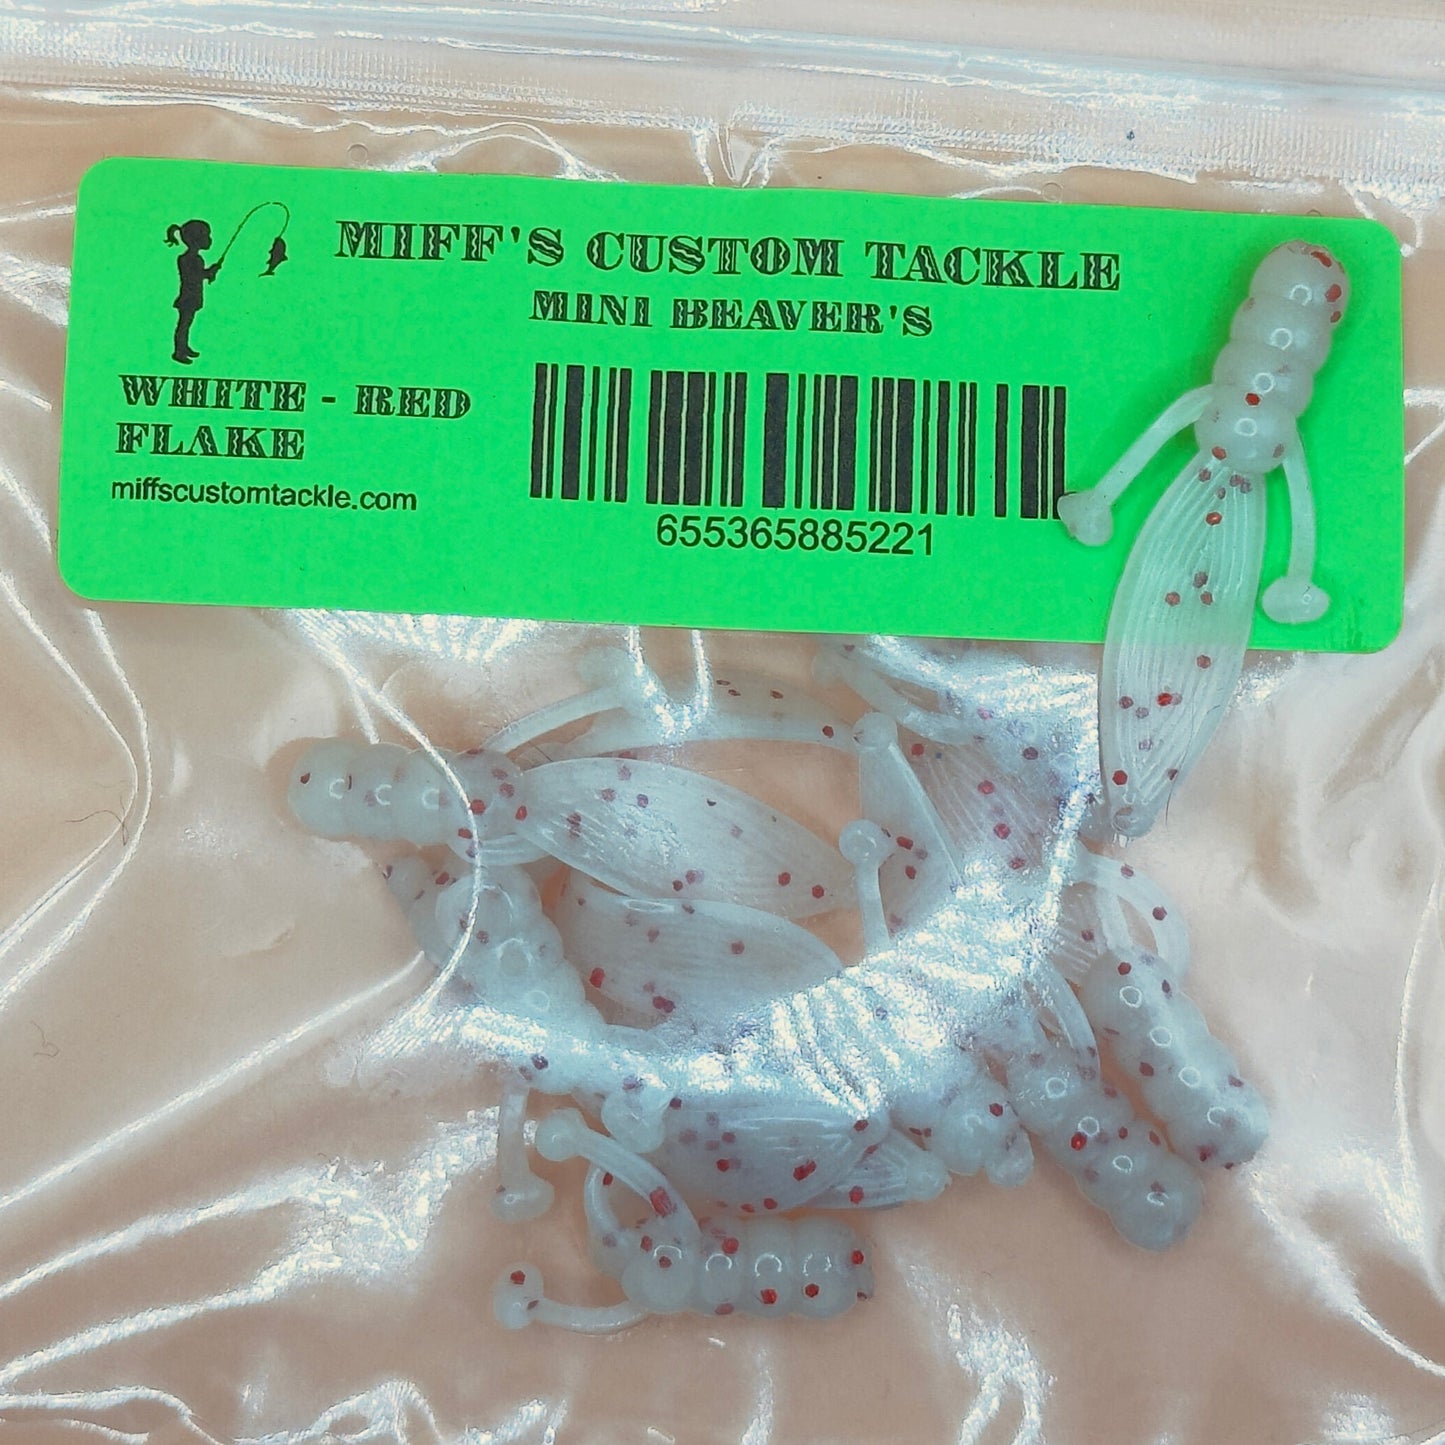 MIFF'S CUSTOM TACKLE
MINI BEAVER'S
WHITE - RED
FLAKE
miffscustomtackle.com
655365885221